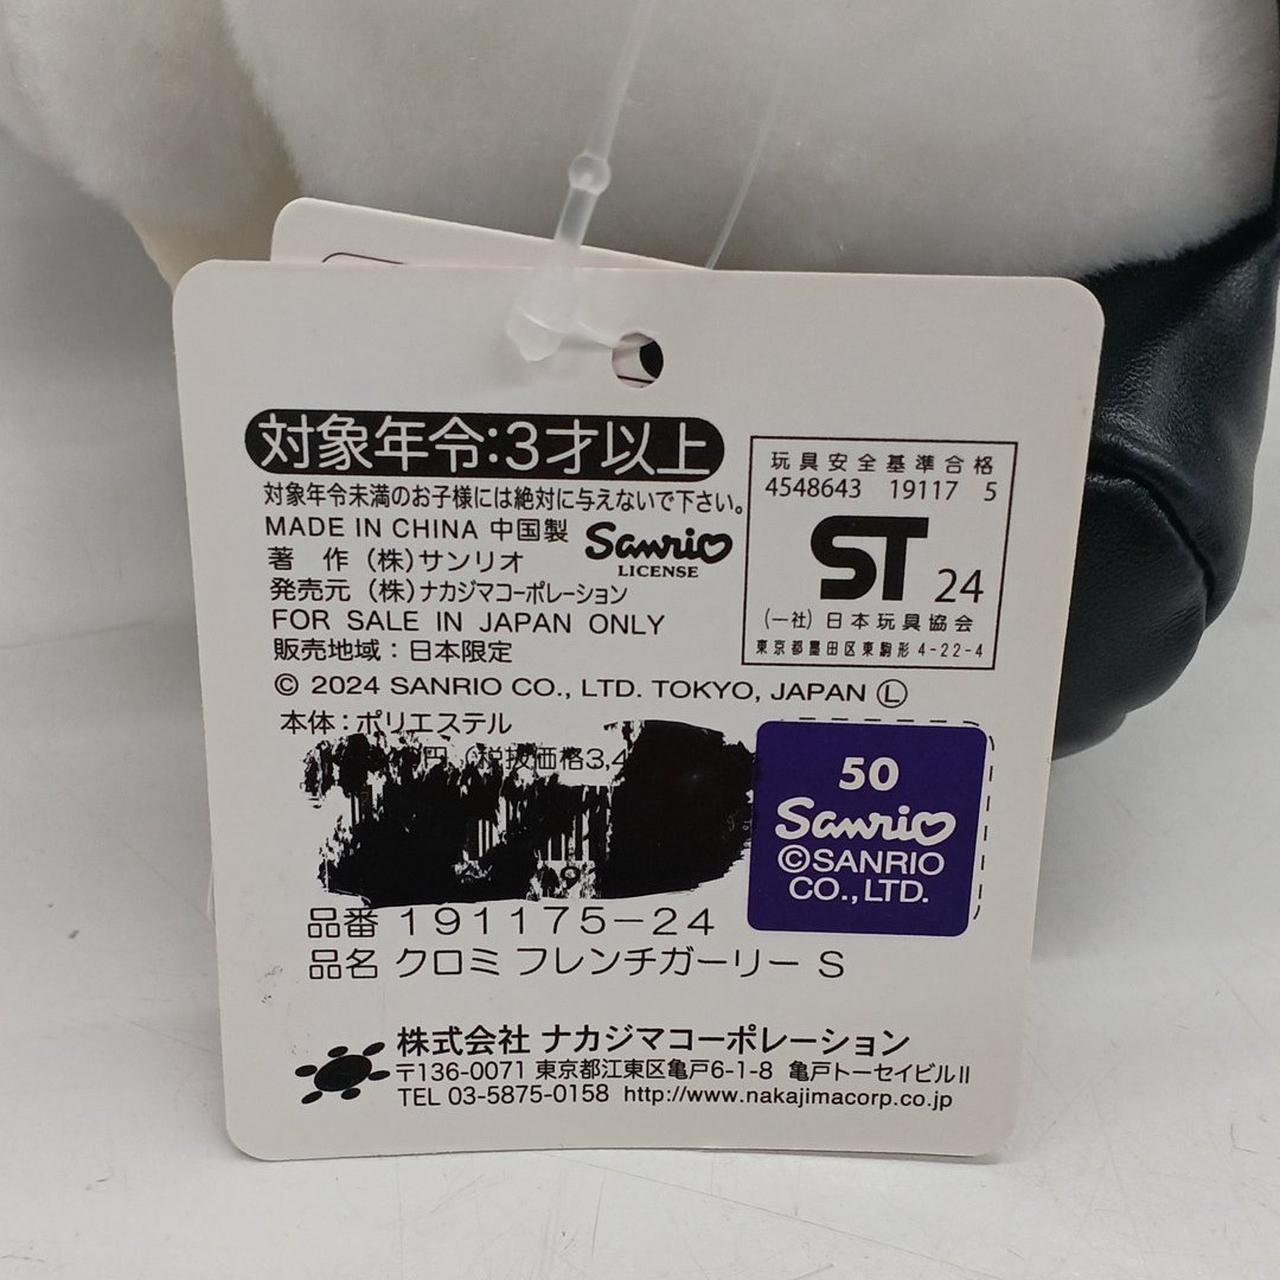 対象年令:3才以上
対象年令未満のお子様には絶対に与えないで下さい。
MADE IN CHINA 中国製
著 作 (株)サンリオ
Sanrio
LICENSE
発売元 (株)ナカジマコーポレーション
FOR SALE IN JAPAN ONLY
販売地域:日本限定
玩具安全基準合格
4548643 19117 5
ST 24
(一社)日本玩具協会
東京都墨田区東駒形 4-22-4
© 2024 SANRIO CO., LTD. TOKYO, JAPAN Ⓛ
本体:ポリエステル
円(税抜価格3,4
50
Sanrio
©SANRIO
CO., LTD.
品番 191175-24
品名 クロミ フレンチガーリー S
株式会社 ナカジマコーポレーション
〒136-0071 東京都江東区亀戸6-1-8 亀戸トーセイビルII
TEL 03-5875-0158 http://www.nakajimacorp.co.jp